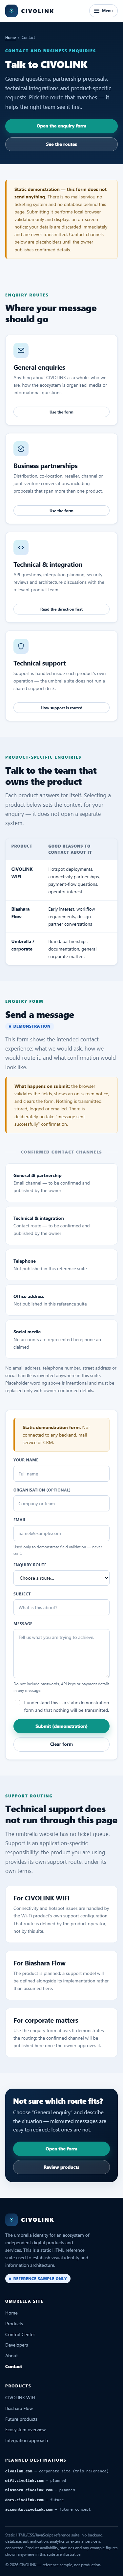 CIVOLINK
Menu
Home / Contact
CONTACT AND BUSINESS ENQUIRIES
Talk to CIVOLINK
General questions, partnership proposals,
technical integration, product enquiries and
support. Pick the route that matches — it
helps the right team see it first.
Open the enquiry form
See the routes
Static demonstration — this form does not
send anything. There is no mail service, no
ticketing system and no database behind this
page. Submitting it performs local browser
validation only and displays an on-screen
notice; your details are discarded immediately
and are never transmitted. Contact channels
below are placeholders until the owner
publishes confirmed details.
ENQUIRY ROUTES
Where your message
should go
General enquiries
Anything about CIVOLINK as a whole — who we
are, how the ecosystem is organised, media or
informational questions.
Use the form
Business partnerships
Distribution, co-location, reseller, channel or
joint-venture conversations, including
proposals that span more than one product.
Use the form
Technical & integration
API questions, integration planning, security
review and architecture discussions with the
relevant product team.
Read the direction first
Technical support
Support is handled inside each product's own
operation — the umbrella site does not run a
shared support desk.
How support is routed
PRODUCT-SPECIFIC ENQUIRIES
Talk to the team that
owns the product
Each product answers for itself. Selecting a
product below sets the context for your
enquiry — it does not open a separate
system.
PRODUCT
GOOD REASONS TO
CONTACT ABOUT IT
CIVOLINK
WIFI
Hotspot deployments,
connectivity partnerships,
payment-flow questions,
operator interest
Biashara
Flow
Early interest, workflow
requirements, design-
partner conversations
Umbrella /
corporate
Brand, partnerships,
documentation, general
corporate matters
ENQUIRY FORM
Send a message
DEMONSTRATION
This form shows the intended contact
experience: what we would ask, how we
would route it, and what confirmation would
look like.
What happens on submit: the browser
validates the fields, shows an on-screen notice,
and clears the form. Nothing is transmitted,
stored, logged or emailed. There is
deliberately no fake "message sent
successfully" confirmation.
CONFIRMED CONTACT CHANNELS
General & partnership
Email channel — to be confirmed and
published by the owner
Technical & integration
Contact route — to be confirmed and
published by the owner
Telephone
Not published in this reference suite
Office address
Not published in this reference suite
Social media
No accounts are represented here; none are
claimed
No email address, telephone number, street address or
social handle is invented anywhere in this suite.
Placeholder wording above is intentional and must be
replaced only with owner-confirmed details.
Static demonstration form. Not
connected to any backend, mail
service or CRM.
YOUR NAME
Full name
ORGANISATION (OPTIONAL)
Company or team
EMAIL
name@example.com
Used only to demonstrate field validation — never
sent.
ENQUIRY ROUTE
Choose a route...
SUBJECT
What is this about?
MESSAGE
Tell us what you are trying to achieve.
Do not include passwords, API keys or payment details
in any message.
I understand this is a static demonstration
form and that nothing will be transmitted.
Submit (demonstration)
Clear form
SUPPORT ROUTING
Technical support does
not run through this page
The umbrella website has no ticket queue.
Support is an operational, application-
specific responsibility: the product you are
using provides its own support route, under
its own terms.
For CIVOLINK WIFI
Connectivity and hotspot issues are handled by
the Wi-Fi product's own support configuration.
That is defined by the product operator, not
by this site.
For Biashara Flow
The product is planned; a support model will
be defined alongside its implementation rather
than assumed here.
For corporate matters
Use the enquiry form above. It demonstrates
the confirmed channel that will be published
here once the owner approves it.
Not sure which route fits?
Choose "General enquiry" and describe
the situation — misrouted messages are
easy to redirect; lost ones are not.
Open the form
Review products
CIVOLINK
The umbrella identity for an ecosystem of
independent digital products and
services. This is a static HTML reference
suite used to establish visual identity
and information architecture.
REFERENCE SAMPLE ONLY
UMBRELLA SITE
Home
Products
Control Center
Developers
About
Contact
PRODUCTS
CIVOLINK WIFI
Biashara Flow
Future products
Ecosystem overview
Integration approach
PLANNED DESTINATIONS
civolink.com — corporate site (this reference)
wifi.civolink.com — planned
biashara.civolink.com — planned
docs.civolink.com — future
accounts.civolink.com — future concept
Static HTML/CSS/JavaScript reference suite. No backend,
database, authentication, analytics or external service is
connected. Product availability, statuses and any example figures
shown are illustrative.
© 2026 CIVOLINK — reference sample, not production.